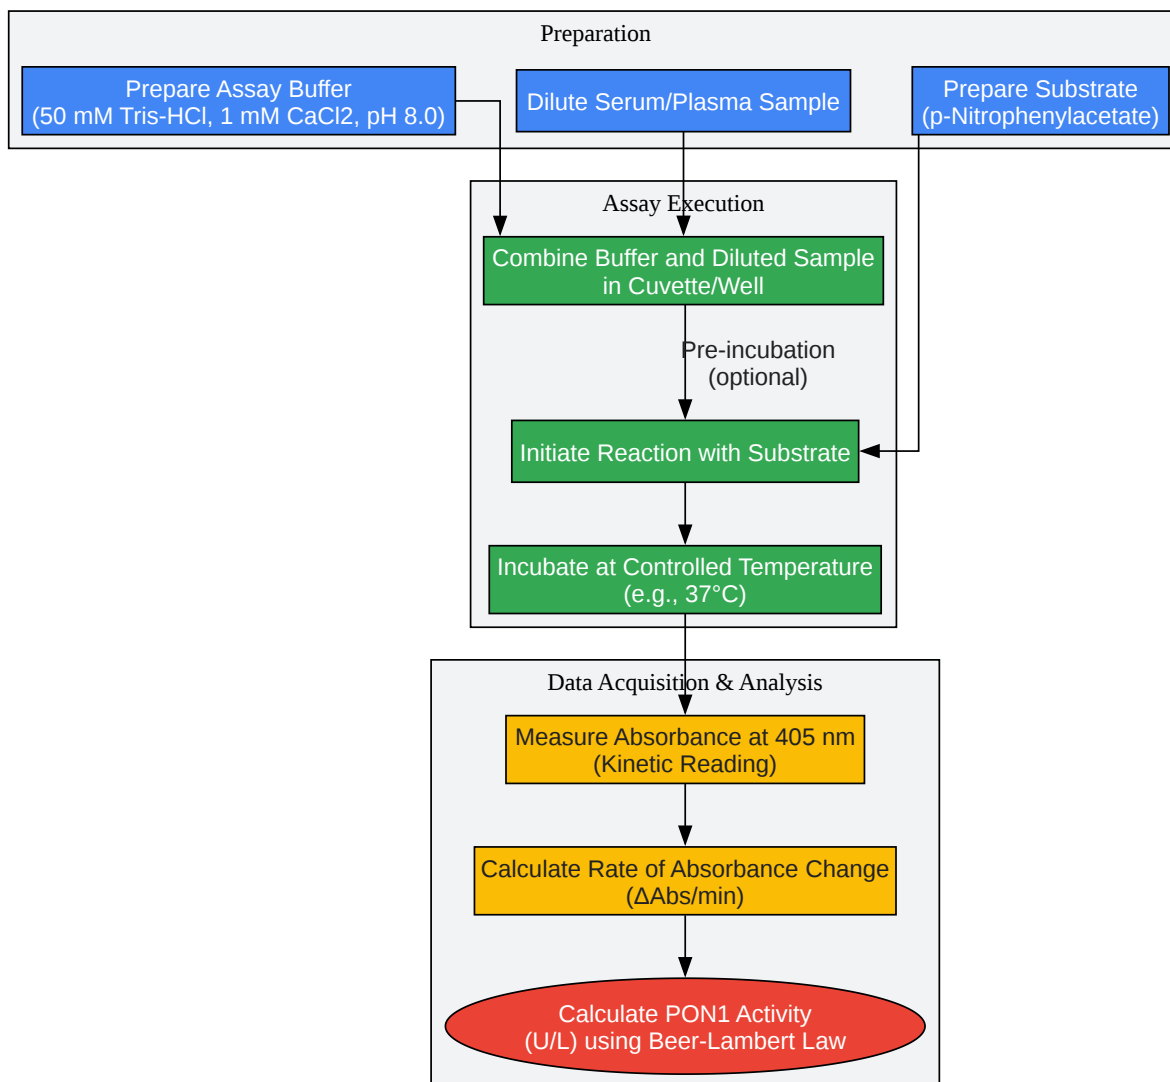 Preparation
Prepare Assay Buffer
(50 mM Tris-HCl, 1 mM CaCl2, pH 8.0)
Dilute Serum/Plasma Sample
Prepare Substrate
(p-Nitrophenylacetate)
Assay Execution
Combine Buffer and Diluted Sample
in Cuvette/Well
Pre-incubation
(optional)
Initiate Reaction with Substrate
Incubate at Controlled Temperature
(e.g., 37°C)
Data Acquisition & Analysis
Measure Absorbance at 405 nm
(Kinetic Reading)
Calculate Rate of Absorbance Change
(ΔAbs/min)
Calculate PON1 Activity
(U/L) using Beer-Lambert Law